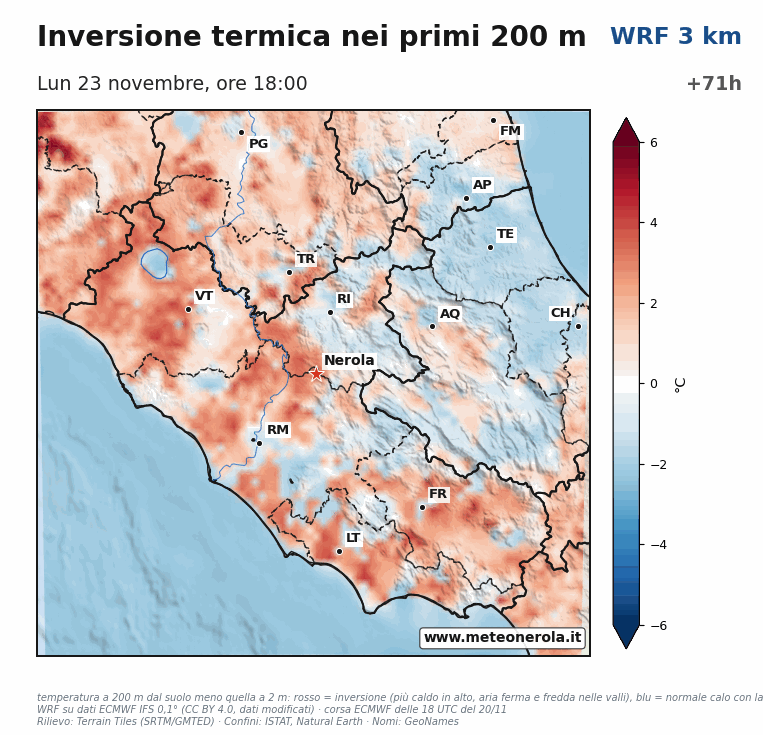 Inversione termica nei primi 200 m WRF 3 km
Lun 23 novembre, ore 18:00 +71h
FM
PG
AP
TE
TR
VT
RI
AQ
CH
Nerola
RM
FR
LT
www.meteonerola.it
6
4
2
0
−2
−4
−6
°C
temperatura a 200 m dal suolo meno quella a 2 m: rosso = inversione (più caldo in alto, aria ferma e fredda nelle valli), blu = normale calo con la
WRF su dati ECMWF IFS 0,1° (CC BY 4.0, dati modificati) · corsa ECMWF delle 18 UTC del 20/11
Rilievo: Terrain Tiles (SRTM/GMTED) · Confini: ISTAT, Natural Earth · Nomi: GeoNames